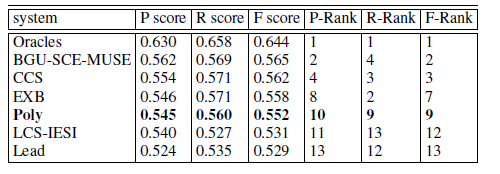 system P score R score F score P-Rank R-Rank F-Rank
Oracles 0.630 0.658 0.644 1 1 1
BGU-SCE-MUSE 0.562 0.569 0.565 2 4 2
CCS 0.554 0.571 0.562 4 3 3
EXB 0.546 0.571 0.558 8 2 7
Poly 0.545 0.560 0.552 10 9 9
LCS-IESI 0.540 0.527 0.531 11 13 12
Lead 0.524 0.535 0.529 13 12 13